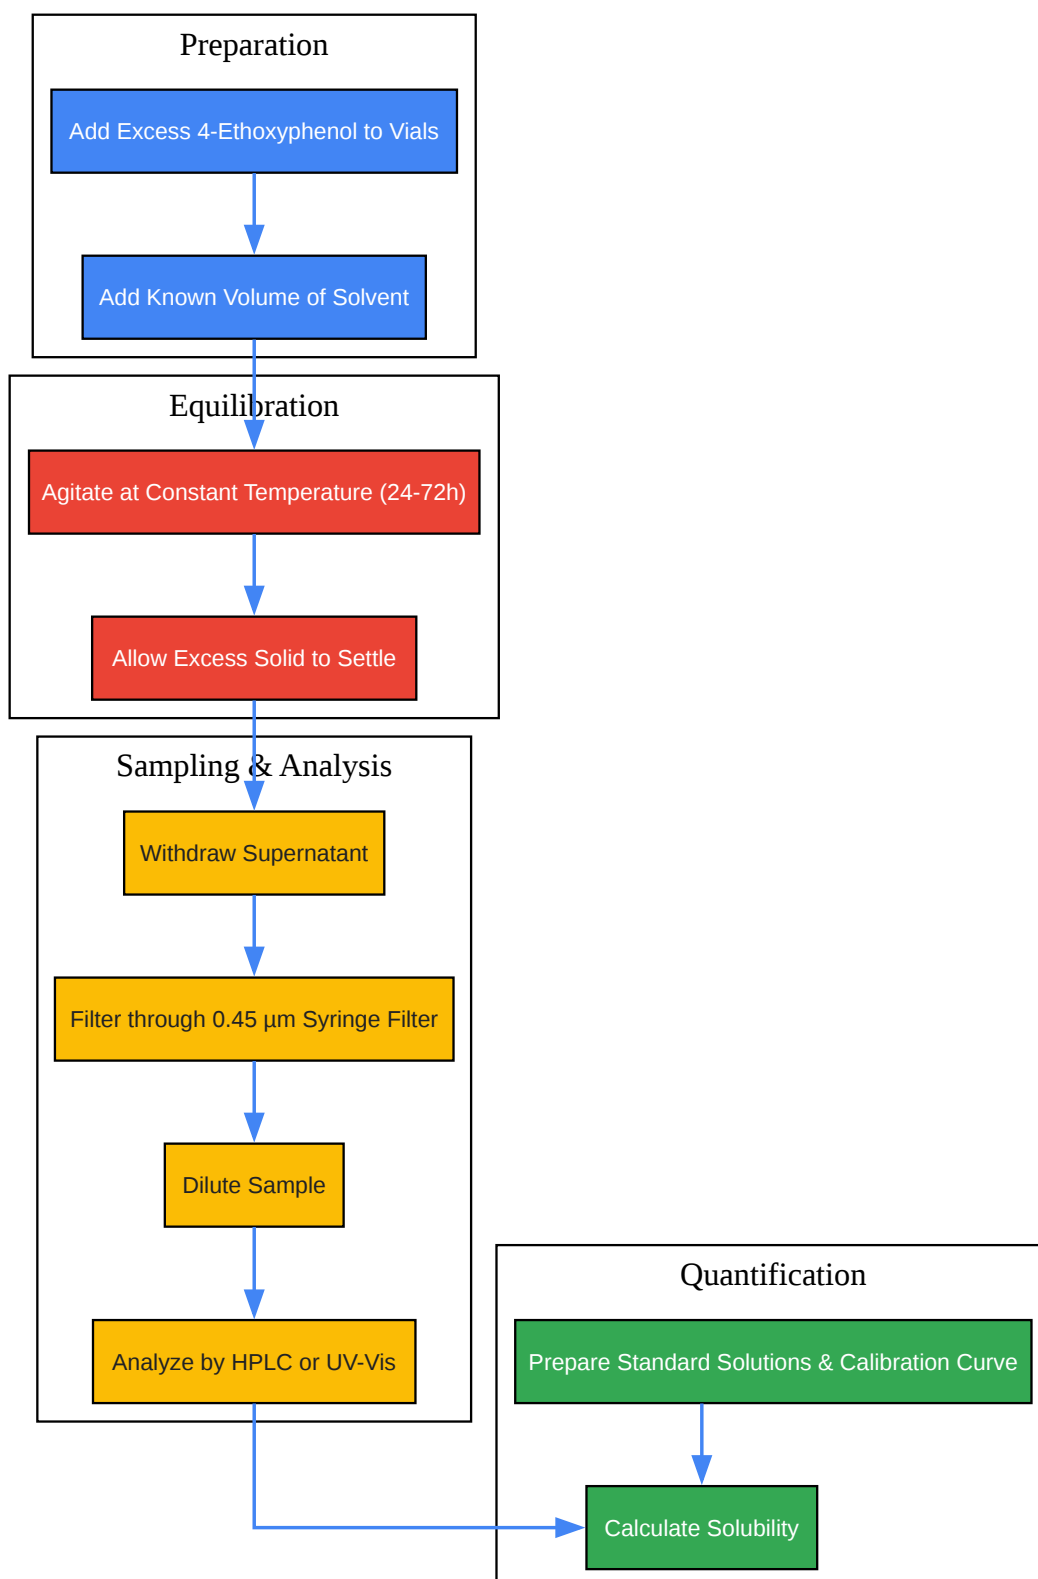 Preparation
Add Excess 4-Ethoxyphenol to Vials
Add Known Volume of Solvent
Equilibration
Agitate at Constant Temperature (24-72h)
Allow Excess Solid to Settle
Sampling & Analysis
Withdraw Supernatant
Filter through 0.45 µm Syringe Filter
Dilute Sample
Analyze by HPLC or UV-Vis
Quantification
Prepare Standard Solutions & Calibration Curve
Calculate Solubility